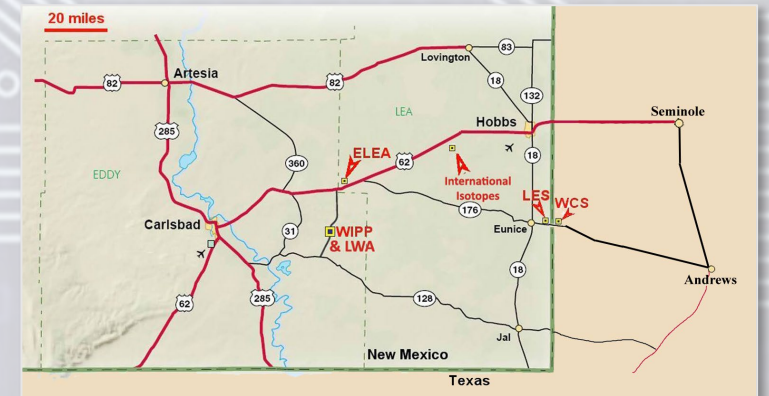 20 miles
83
Lovington
82
Artesia
82
18
132
LEA
Hobbs
Seminole
285
ELEA
62
18
360
EDDY
International
Isotopes
LES
WCS
176
Carlsbad
31
WIPP
& LWA
Eunice
18
Andrews
62
285
128
Jal
New Mexico
Texas